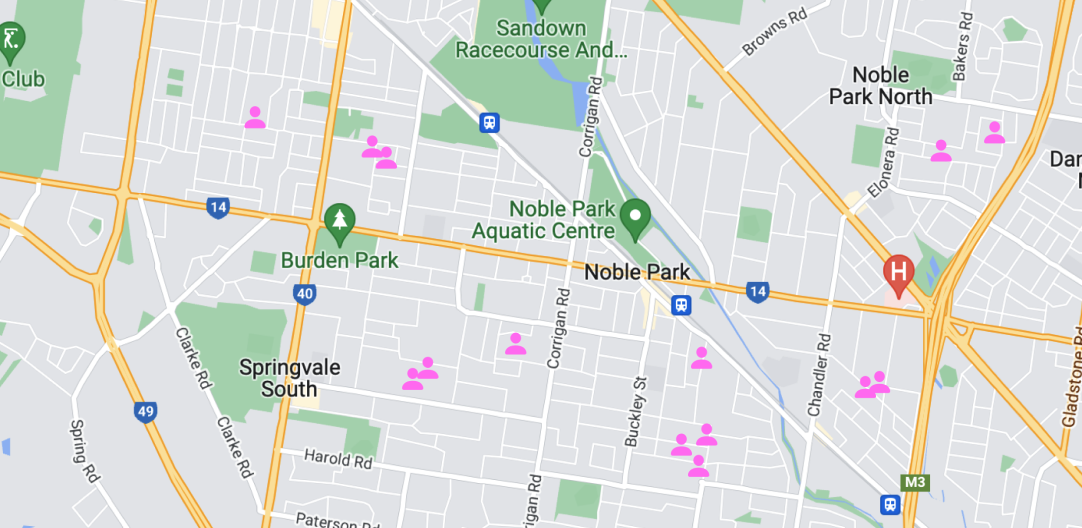 Sandown
Racecourse And...
Browns Rd
Bakers Rd
Club
Noble
Park North
Corrigan Rd
Elonera Rd
14
Noble Park
Aquatic Centre
Burden Park
Noble Park
H
40
14
Corrigan Rd
Clarke Rd
Springvale
South
Chandler Rd
Gladstone Rd
49
Buckley St
Spring Rd
Clarke Rd
Harold Rd
M3
Paterson Rd